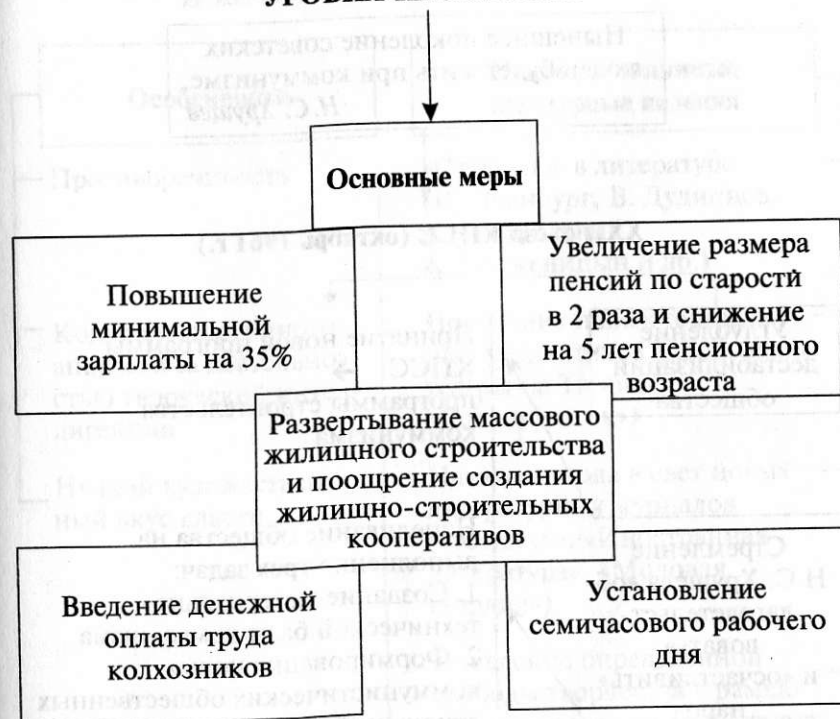 Основные меры
Повышение
минимальной
зарплаты на 35%
Увеличение размера
пенсий по старости
в 2 раза и снижение
на 5 лет пенсионного
возраста
Развертывание массового
жилищного строительства
и поощрение создания
жилищно-строительных
кооперативов
Введение денежной
оплаты труда
колхозников
Установление
семичасового рабочего
дня